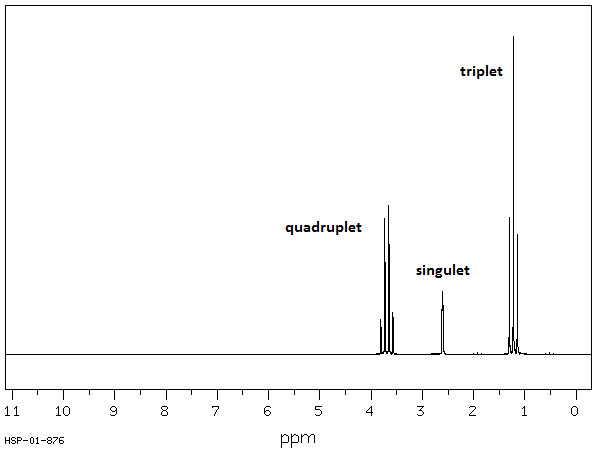 triplet
quadruplet
singulet
11 10 9 8 7 6 5 4 3 2 1 0
HSP-01-876
ppm